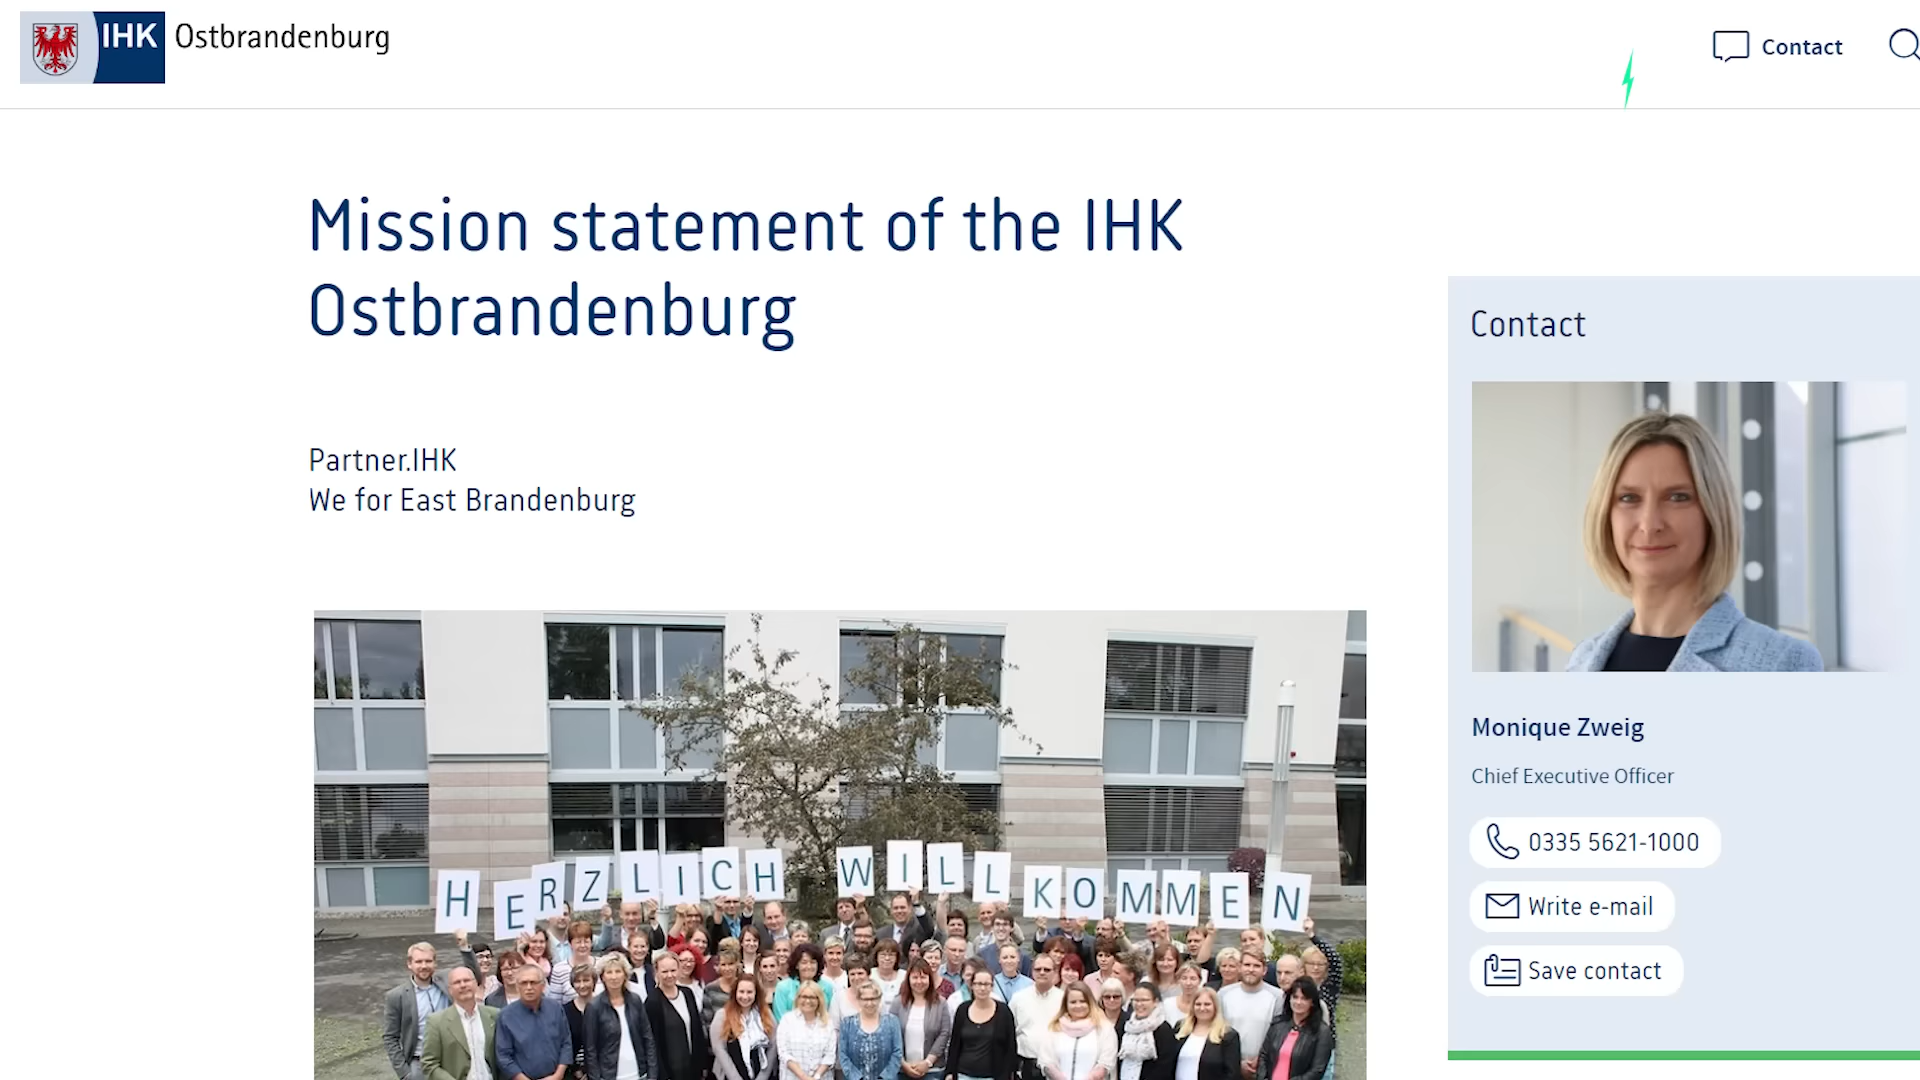 IHK Ostbrandenburg
Contact
Mission statement of the IHK
Ostbrandenburg
Partner.IHK
We for East Brandenburg
HERZLICH WILLKOMMEN
Contact
Monique Zweig
Chief Executive Officer
0335 5621-1000
Write e-mail
Save contact